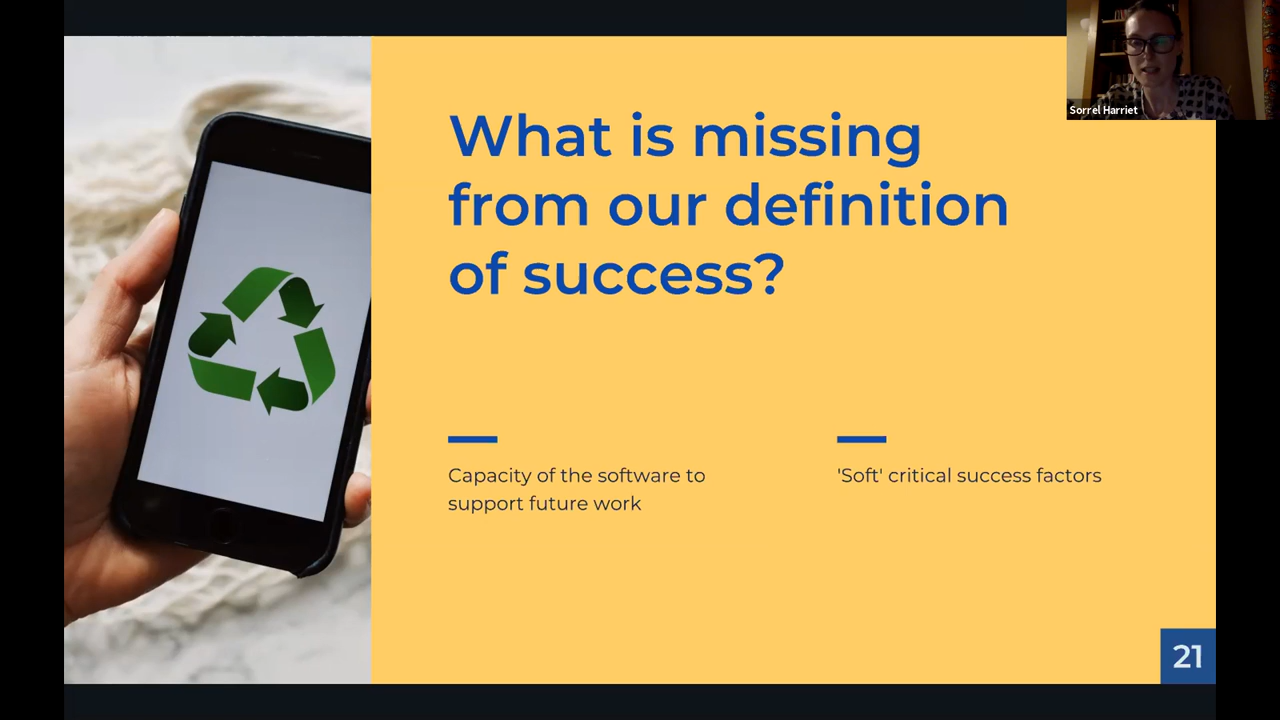 Sorrel Harriet
What is missing
from our definition
of success?
Capacity of the software to
support future work
'Soft' critical success factors
21